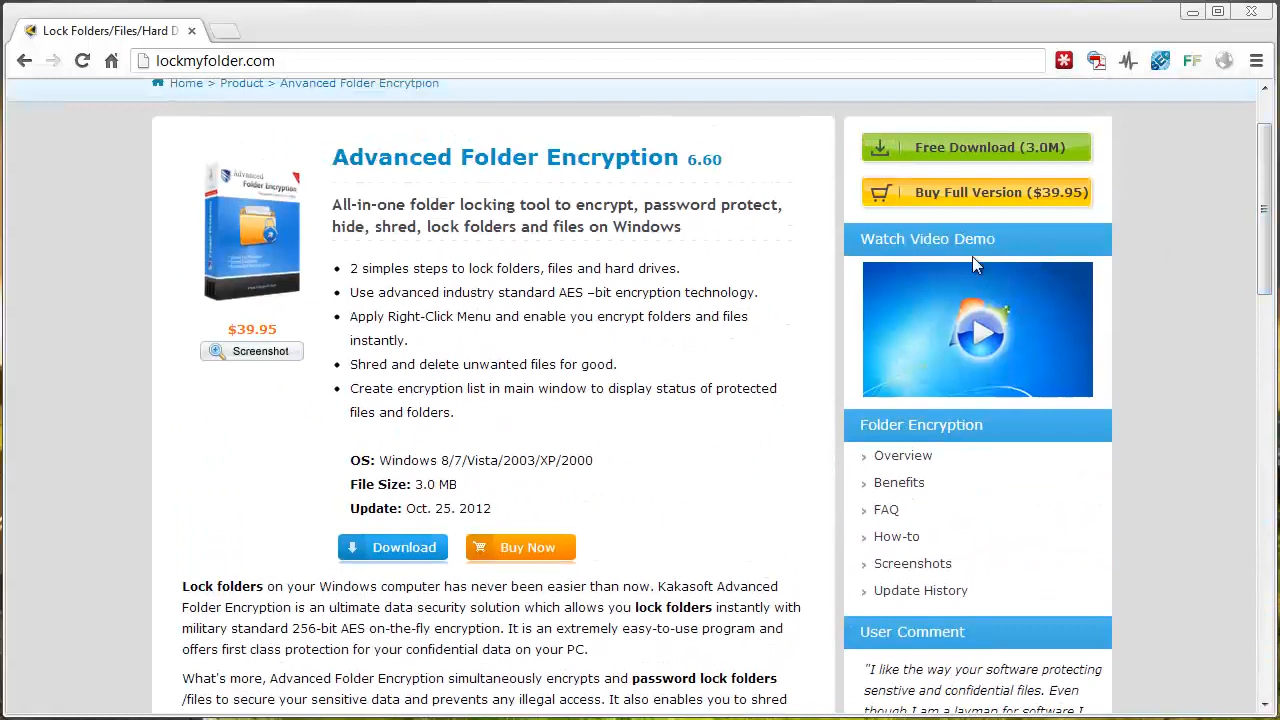 Lock Folders/Files/Hard D
lockmyfolder.com
FF
Home > Product > Anvanced Folder Encrytpion
Advanced
Folder Encryption
$39.95
Screenshot
Advanced Folder Encryption 6.60
All-in-one folder locking tool to encrypt, password protect,
hide, shred, lock folders and files on Windows
• 2 simples steps to lock folders, files and hard drives.
• Use advanced industry standard AES –bit encryption technology.
• Apply Right-Click Menu and enable you encrypt folders and files
instantly.
• Shred and delete unwanted files for good.
• Create encryption list in main window to display status of protected
files and folders.
OS: Windows 8/7/Vista/2003/XP/2000
File Size: 3.0 MB
Update: Oct. 25. 2012
Download
Buy Now
Lock folders on your Windows computer has never been easier than now. Kakasoft Advanced
Folder Encryption is an ultimate data security solution which allows you lock folders instantly with
military standard 256-bit AES on-the-fly encryption. It is an extremely easy-to-use program and
offers first class protection for your confidential data on your PC.
What's more, Advanced Folder Encryption simultaneously encrypts and password lock folders
/files to secure your sensitive data and prevents any illegal access. It also enables you to shred
Free Download (3.0M)
Buy Full Version ($39.95)
Watch Video Demo
Folder Encryption
› Overview
› Benefits
› FAQ
› How-to
› Screenshots
› Update History
User Comment
"I like the way your software protecting
senstive and confidential files. Even
though I am a layman for software I